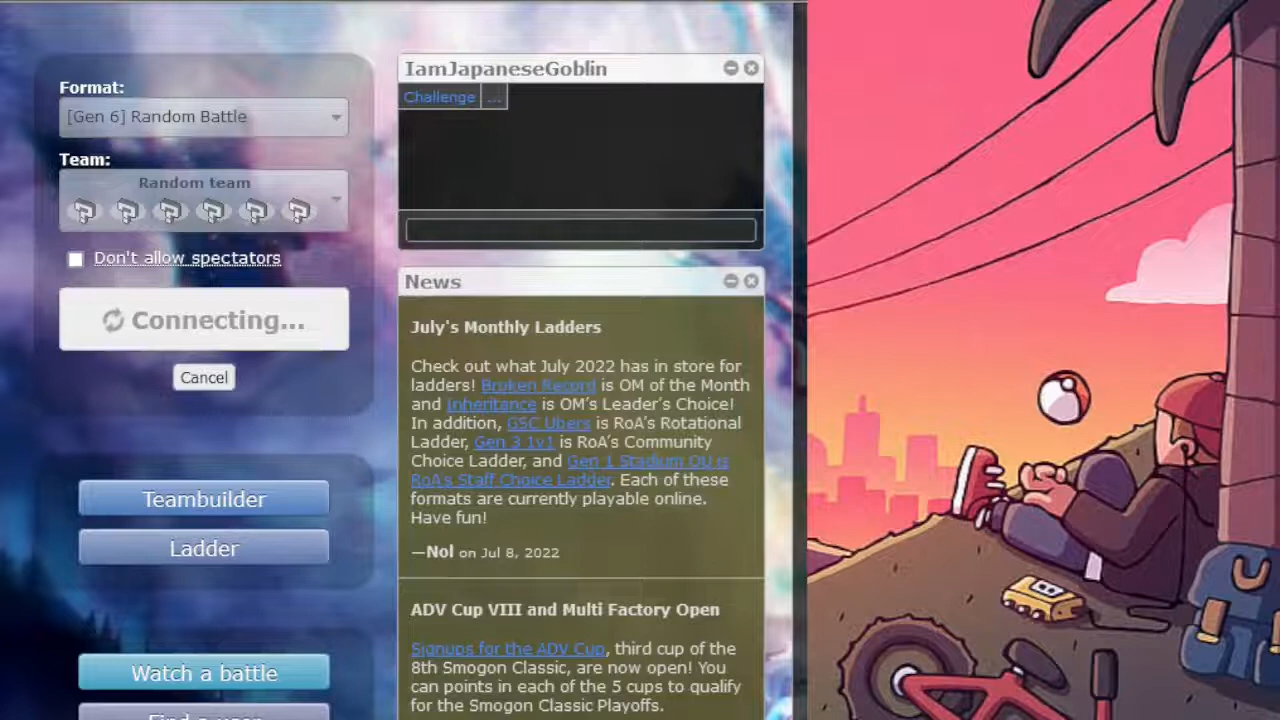 Format:
[Gen 6] Random Battle
Team:
Random team
Don't allow spectators
Connecting...
Cancel
Teambuilder
Ladder
Watch a battle
Find a user
IamJapaneseGoblin
Challenge
...
News
July's Monthly Ladders
Check out what July 2022 has in store for
ladders! Broken Record is OM of the Month
and Inheritance is OM's Leader's Choice!
In addition, GSC Ubers is RoA's Rotational
Ladder, Gen 3 1v1 is RoA's Community
Choice Ladder, and Gen 1 Stadium OU is
RoA's Staff Choice Ladder. Each of these
formats are currently playable online.
Have fun!
—Nol on Jul 8, 2022
ADV Cup VIII and Multi Factory Open
Signups for the ADV Cup, third cup of the
8th Smogon Classic, are now open! You
can points in each of the 5 cups to qualify
for the Smogon Classic Playoffs.